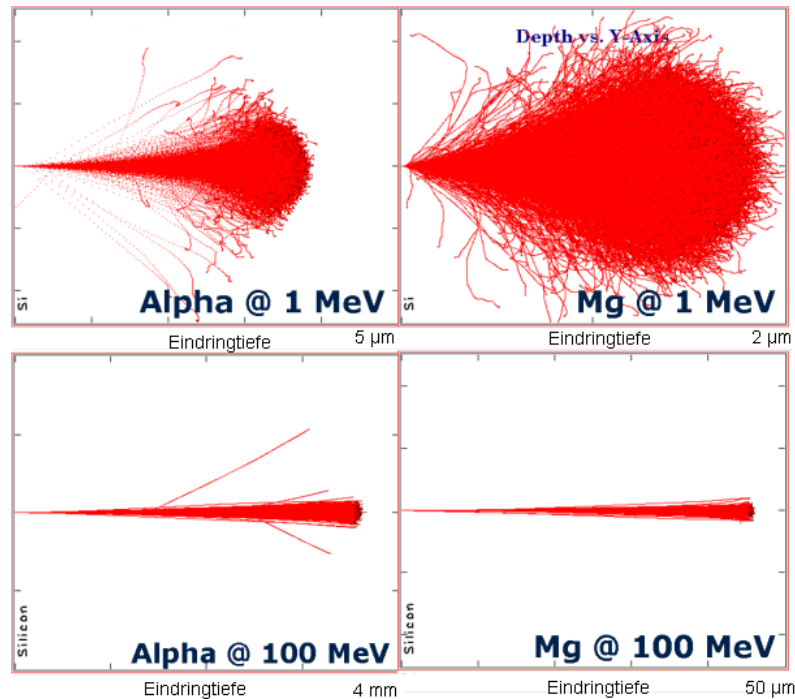 Depth vs. Y-Axis
Si
Alpha @ 1 MeV
Si
Mg @ 1 MeV
Eindringtiefe 5 µm
Eindringtiefe 2 µm
Silicon
Alpha @ 100 MeV
Silicon
Mg @ 100 MeV
Eindringtiefe 4 mm
Eindringtiefe 50 µm